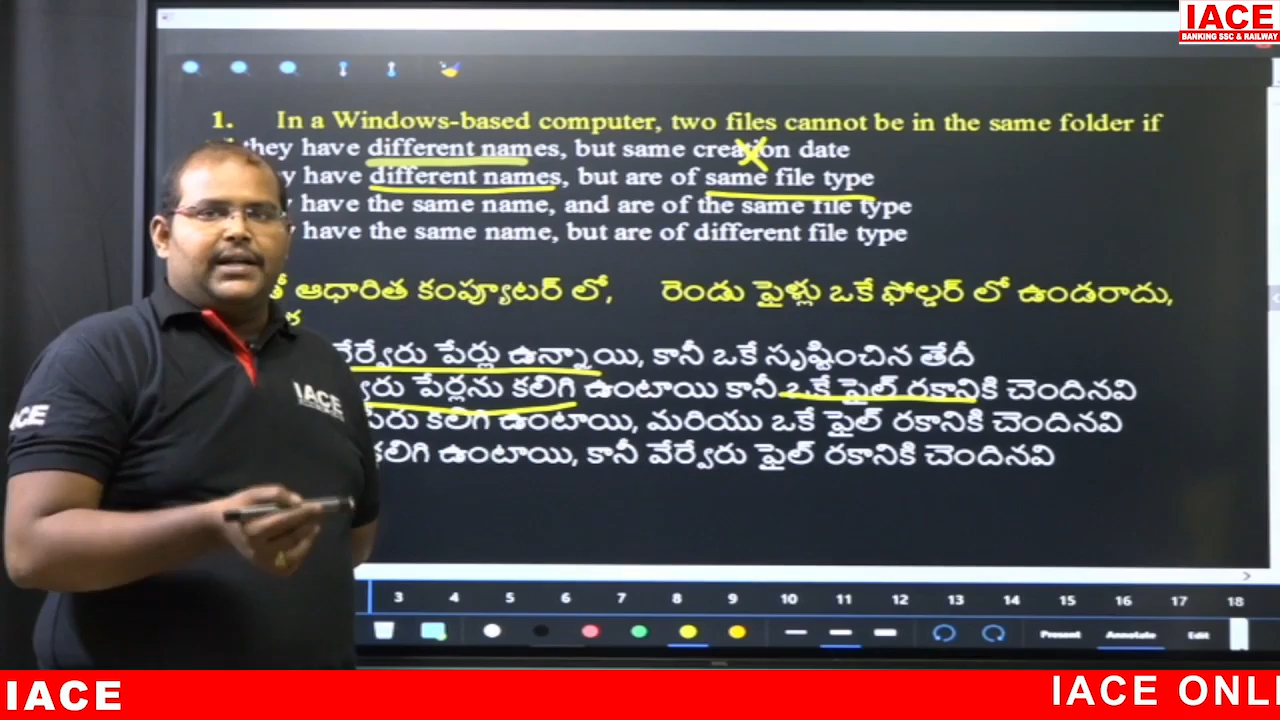 IACE
BANKING SSC & RAILWAY
1. In a Windows-based computer, two files cannot be in the same folder if
they have different names, but same creation date
have different names, but are of same file type
have the same name, and are of the same file type
have the same name, but are of different file type
ఆధారిత కంప్యూటర్ లో, రెండు ఫైళ్లు ఒకే ఫోల్డర్ లో ఉండరాదు,
వేర్వేరు పేర్లు ఉన్నాయి, కానీ ఒకే సృష్టించిన తేదీ
పేర్లను కలిగి ఉంటాయి కానీ ఒకే ఫైల్ రకానికి చెందినవి
పేరు కలిగి ఉంటాయి, మరియు ఒకే ఫైల్ రకానికి చెందినవి
కలిగి ఉంటాయి, కానీ వేర్వేరు ఫైల్ రకానికి చెందినవి
IACE
IACE
3 4 5 6 7 8 9 10 11 12 13 14 15 16 17 18
Present Annotate Edit
IACE IACE ONLI